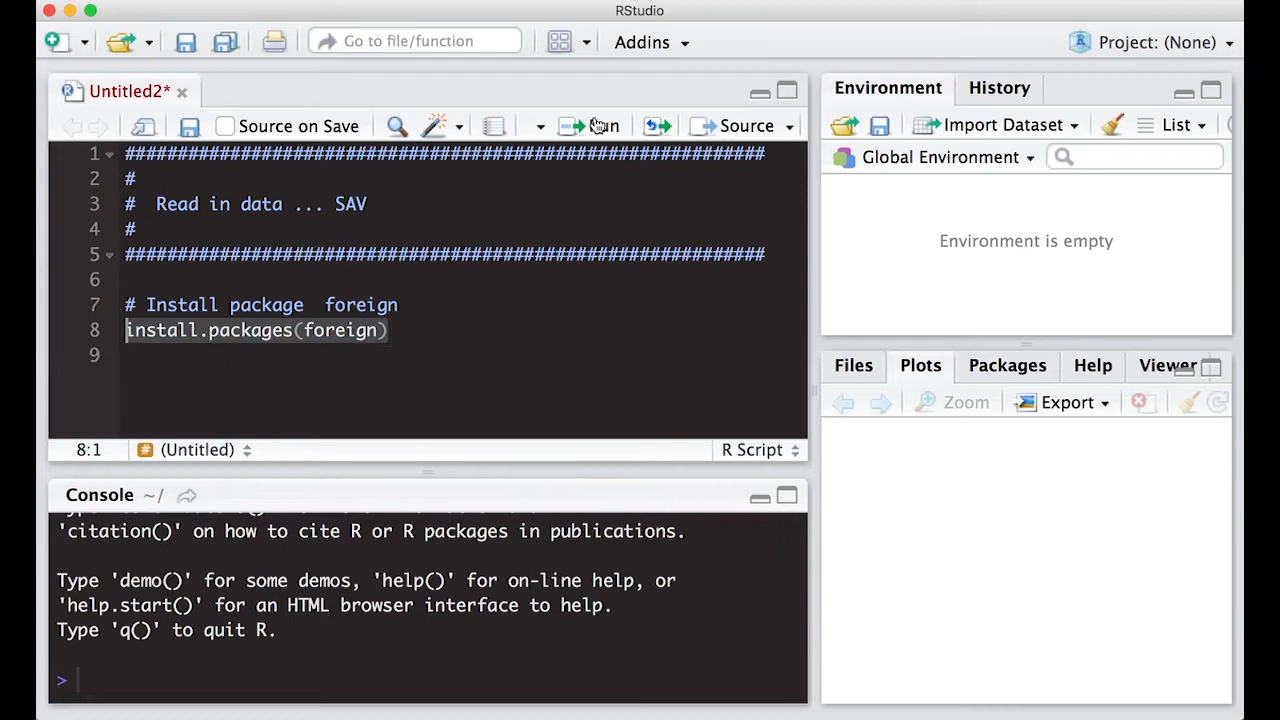 RStudio
Go to file/function
Addins
Project: (None)
Untitled2*
Source on Save
Source
1 #############################################################
2 #
3 #  Read in data ... SAV
4 #
5 #############################################################
6
7 # Install package  foreign
8 install.packages(foreign)
9
8:1
(Untitled)
R Script
Console ~/
'citation()' on how to cite R or R packages in publications.
Type 'demo()' for some demos, 'help()' for on-line help, or
'help.start()' for an HTML browser interface to help.
Type 'q()' to quit R.
>
Environment
History
Import Dataset
List
Global Environment
Environment is empty
Files
Plots
Packages
Help
Viewer
Zoom
Export